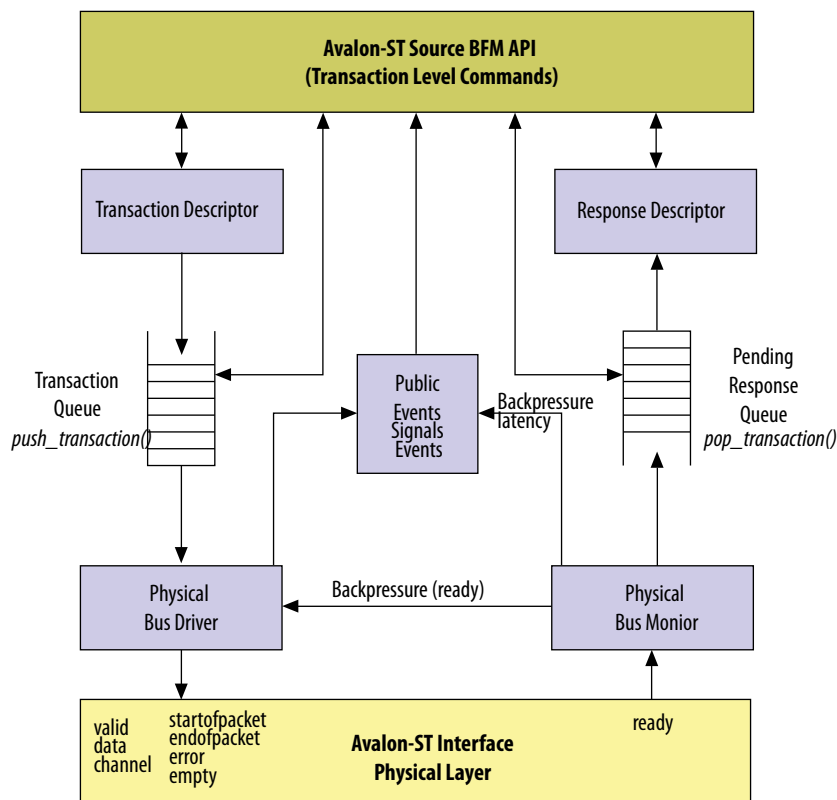 Avalon-ST Source BFM API
(Transaction Level Commands)
Transaction Descriptor
Response Descriptor
Transaction
Queue
push_transaction()
Public
Events
Signals
Events
Backpressure
latency
Pending
Response
Queue
pop_transaction()
Physical
Bus Driver
Backpressure (ready)
Physical
Bus Monior
valid
data
channel
startofpacket
endofpacket
error
empty
Avalon-ST Interface
Physical Layer
ready